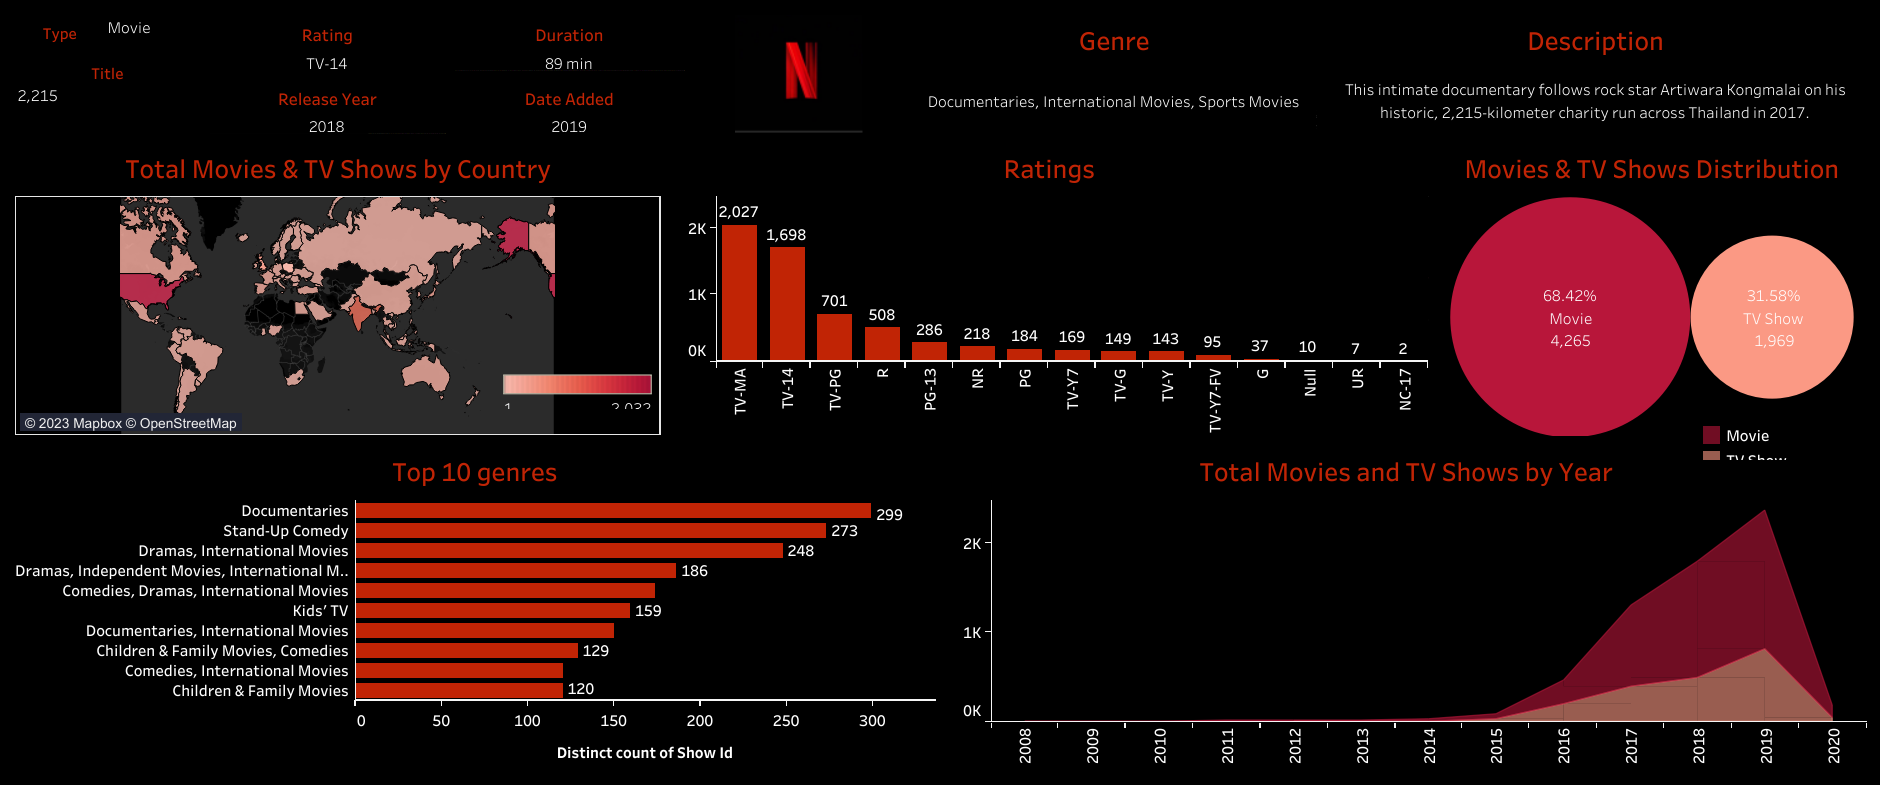 Type
Movie
Title
2,215
Rating
TV-14
Release Year
2018
Duration
89 min
Date Added
2019
N
Genre
Documentaries, International Movies, Sports Movies
Description
This intimate documentary follows rock star Artiwara Kongmalai on his
historic, 2,215-kilometer charity run across Thailand in 2017.
Total Movies & TV Shows by Country
1
2,032
© 2023 Mapbox © OpenStreetMap
Ratings
2K
1K
0K
2,027
1,698
701
508
286
218
184
169
149
143
95
37
10
7
2
TV-MA
TV-14
TV-PG
R
PG-13
NR
PG
TV-Y7
TV-G
TV-Y
TV-Y7-FV
G
Null
UR
NC-17
Movies & TV Shows Distribution
68.42%
Movie
4,265
31.58%
TV Show
1,969
Movie
TV Show
Top 10 genres
Documentaries
299
Stand-Up Comedy
273
Dramas, International Movies
248
Dramas, Independent Movies, International M..
186
Comedies, Dramas, International Movies
Kids' TV
159
Documentaries, International Movies
Children & Family Movies, Comedies
129
Comedies, International Movies
Children & Family Movies
120
0
50
100
150
200
250
300
Distinct count of Show Id
Total Movies and TV Shows by Year
2K
1K
0K
2008
2009
2010
2011
2012
2013
2014
2015
2016
2017
2018
2019
2020